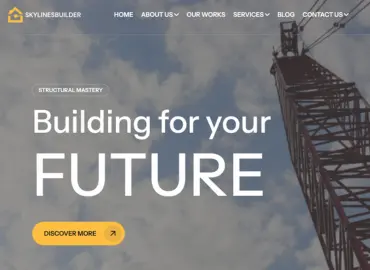 SKYLINESBUILDER HOME ABOUT US OUR WORKS SERVICES BLOG CONTACT US
STRUCTURAL MASTERY
Building for your
FUTURE
DISCOVER MORE